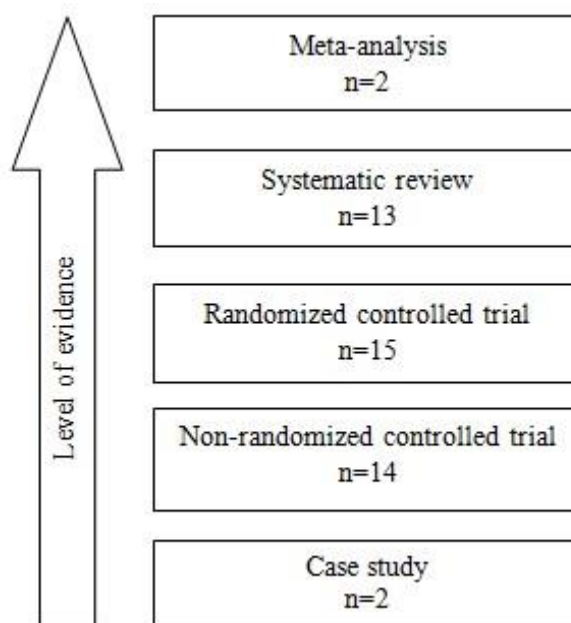 Meta-analysis
n=2
Systematic review
n=13
Randomized controlled trial
n=15
Non-randomized controlled trial
n=14
Case study
n=2
Level of evidence